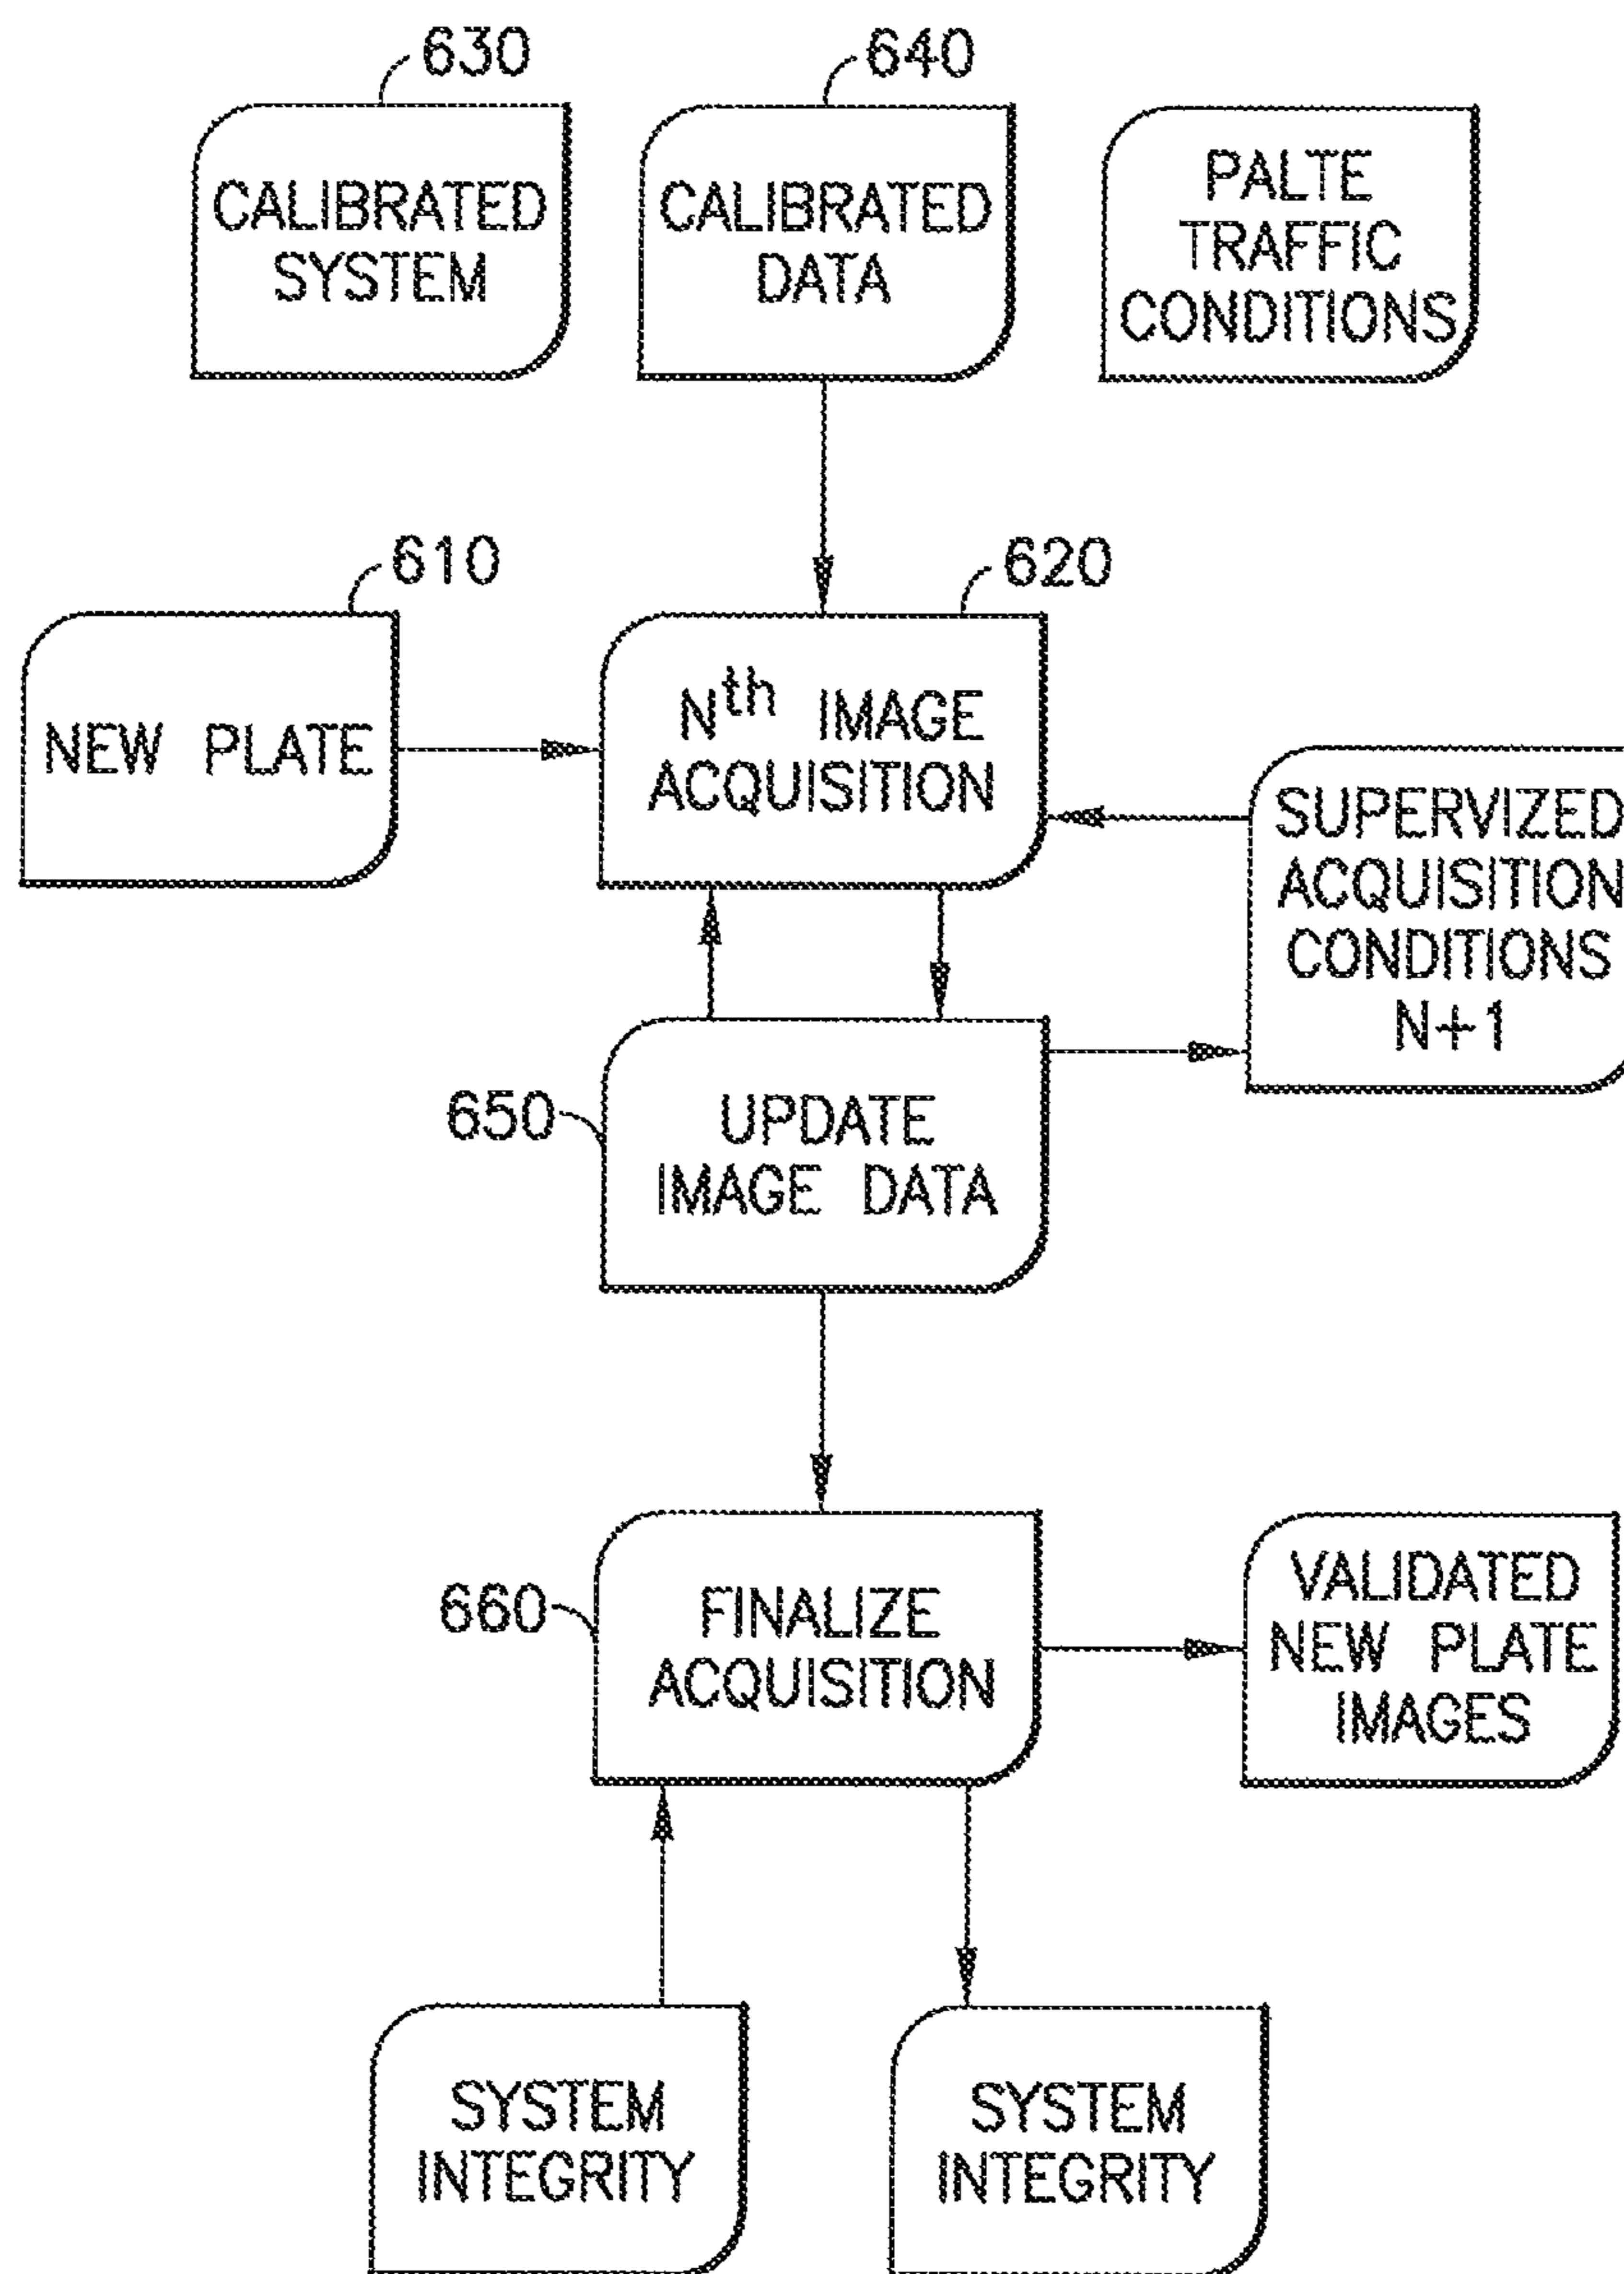 630
640
CALIBRATED
SYSTEM
CALIBRATED
DATA
PALTE
TRAFFIC
CONDITIONS
610
620
NEW PLATE
Nth IMAGE
ACQUISITION
SUPERVIZED
ACQUISITION
CONDITIONS
N+1
650
UPDATE
IMAGE DATA
660
FINALIZE
ACQUISITION
VALIDATED
NEW PLATE
IMAGES
SYSTEM
INTEGRITY
SYSTEM
INTEGRITY